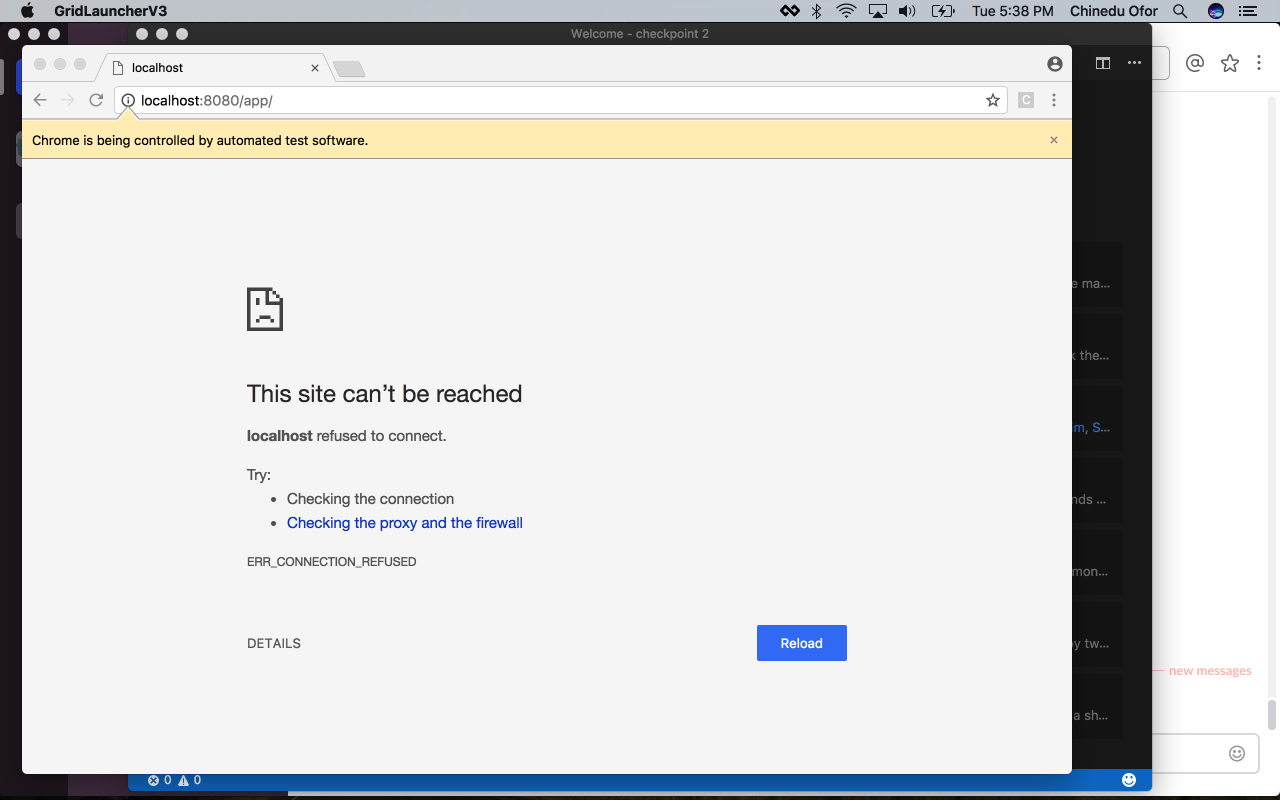 GridLauncherV3
Tue 5:38 PM
Chinedu Ofor
Welcome - checkpoint 2
localhost
localhost:8080/app/
C
Chrome is being controlled by automated test software.
This site can't be reached
localhost refused to connect.
Try:
• Checking the connection
• Checking the proxy and the firewall
ERR_CONNECTION_REFUSED
DETAILS
Reload
e ma...
k the...
im, S...
nds ...
mon...
by tw...
a sh...
new messages
0
0